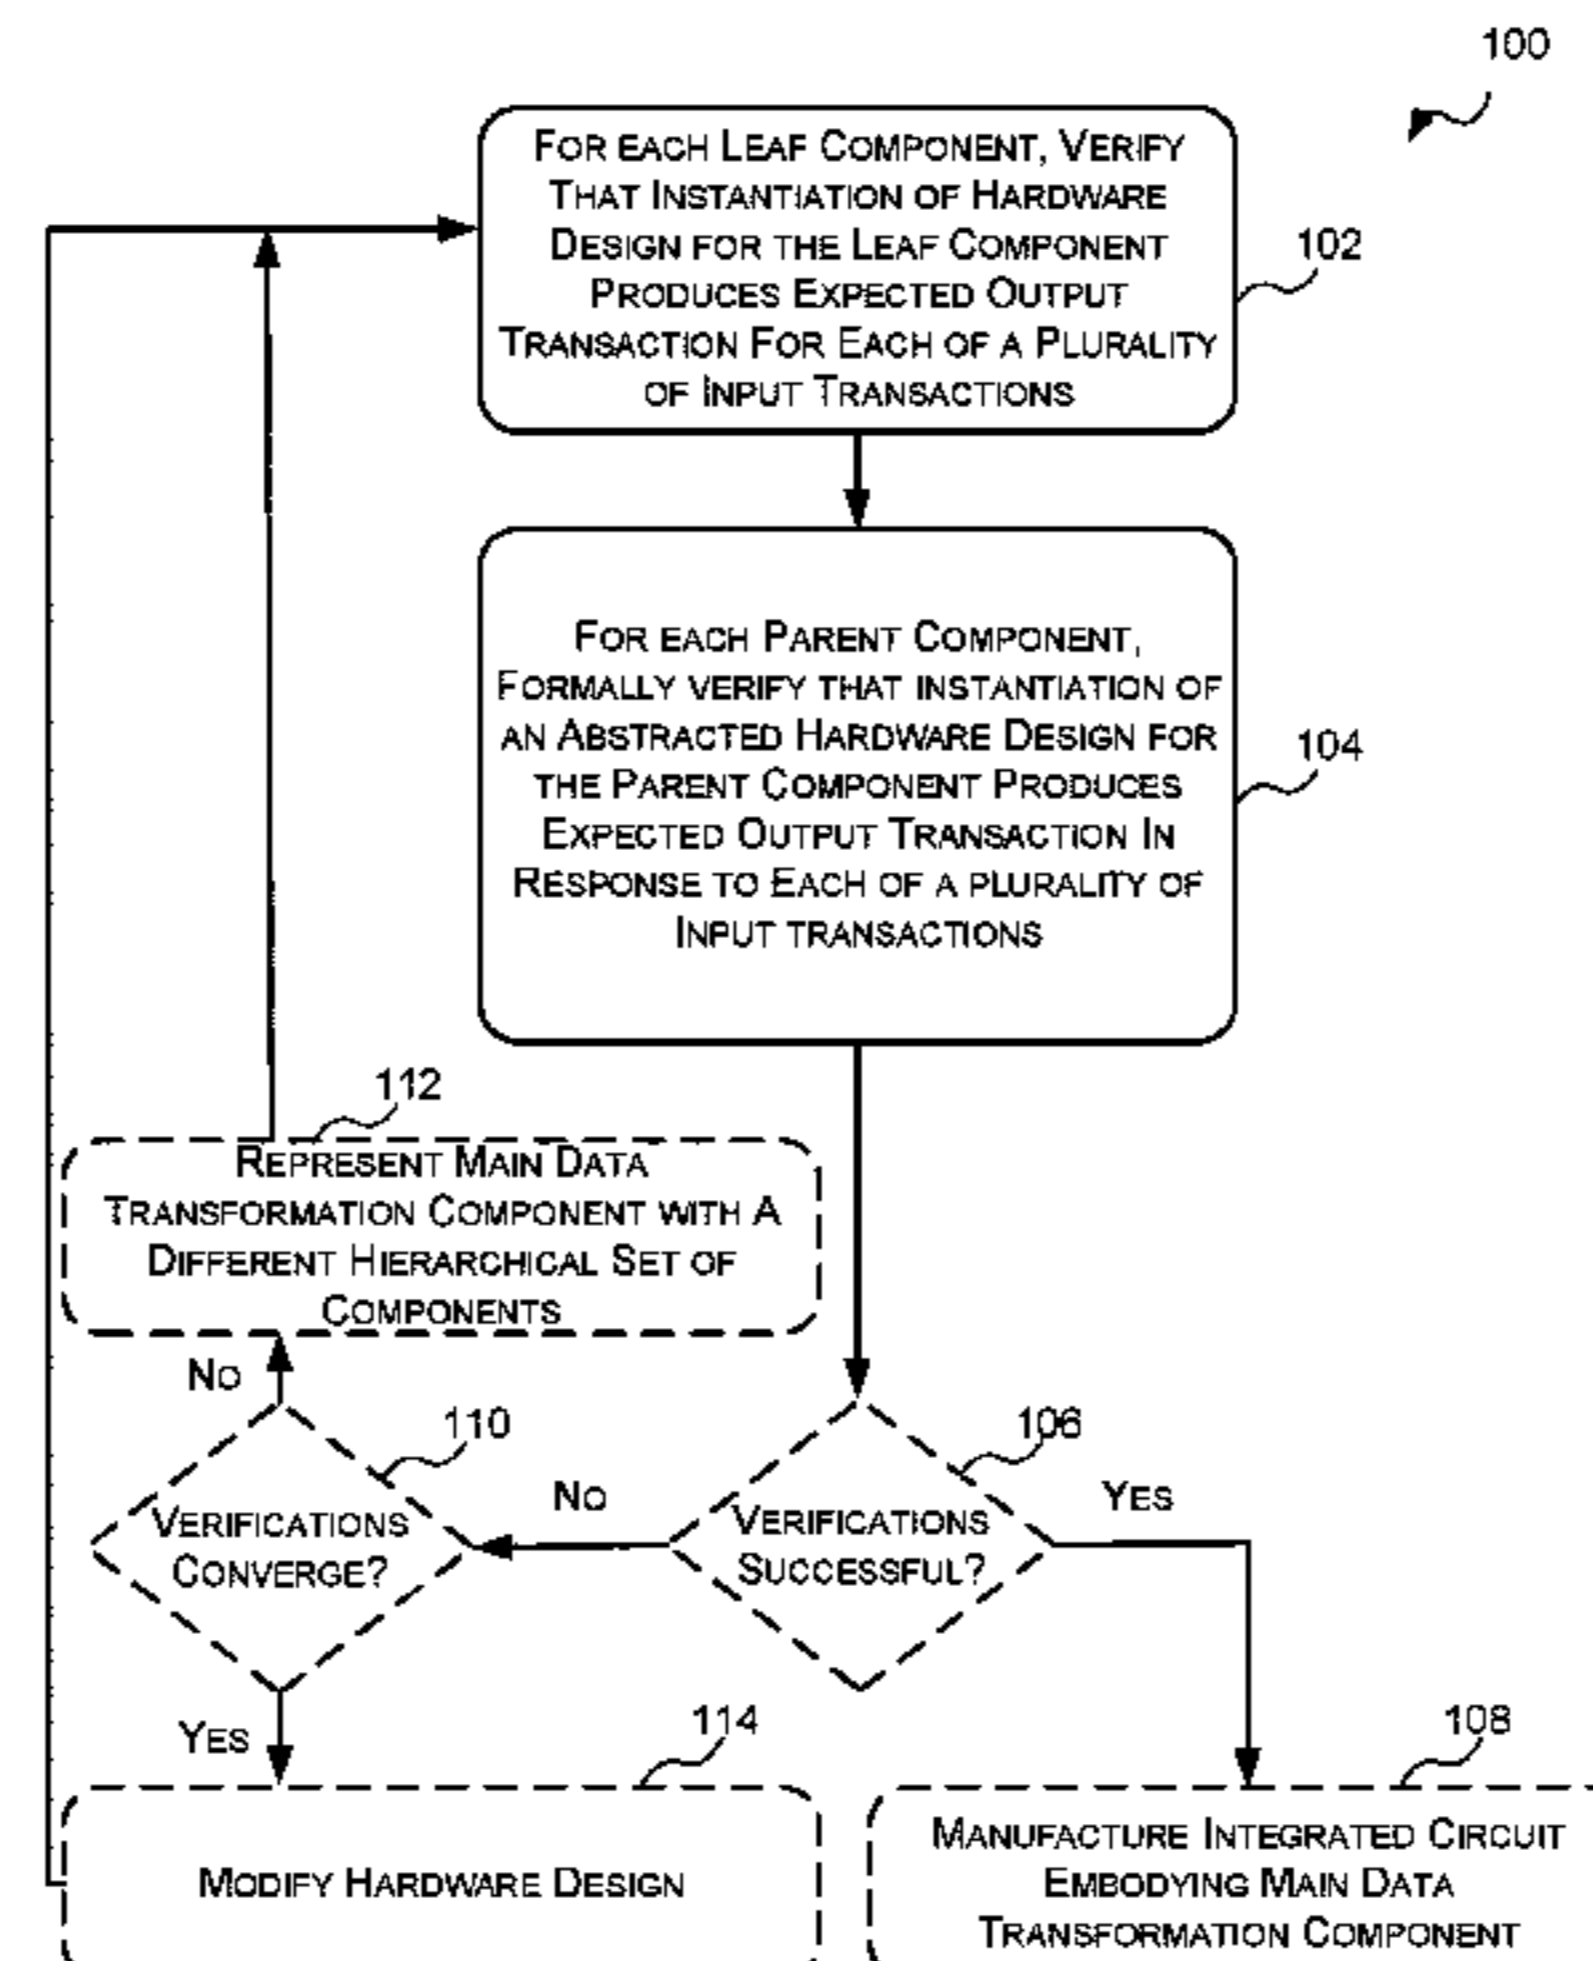 100
FOR EACH LEAF COMPONENT, VERIFY
THAT INSTANTIATION OF HARDWARE
DESIGN FOR THE LEAF COMPONENT
PRODUCES EXPECTED OUTPUT
TRANSACTION FOR EACH OF A PLURALITY
OF INPUT TRANSACTIONS
102
FOR EACH PARENT COMPONENT,
FORMALLY VERIFY THAT INSTANTIATION OF
AN ABSTRACTED HARDWARE DESIGN FOR
THE PARENT COMPONENT PRODUCES
EXPECTED OUTPUT TRANSACTION IN
RESPONSE TO EACH OF A PLURALITY OF
INPUT TRANSACTIONS
104
112
REPRESENT MAIN DATA
TRANSFORMATION COMPONENT WITH A
DIFFERENT HIERARCHICAL SET OF
COMPONENTS
NO
110
VERIFICATIONS
CONVERGE?
NO
106
VERIFICATIONS
SUCCESSFUL?
YES
YES
114
MODIFY HARDWARE DESIGN
108
MANUFACTURE INTEGRATED CIRCUIT
EMBODYING MAIN DATA
TRANSFORMATION COMPONENT